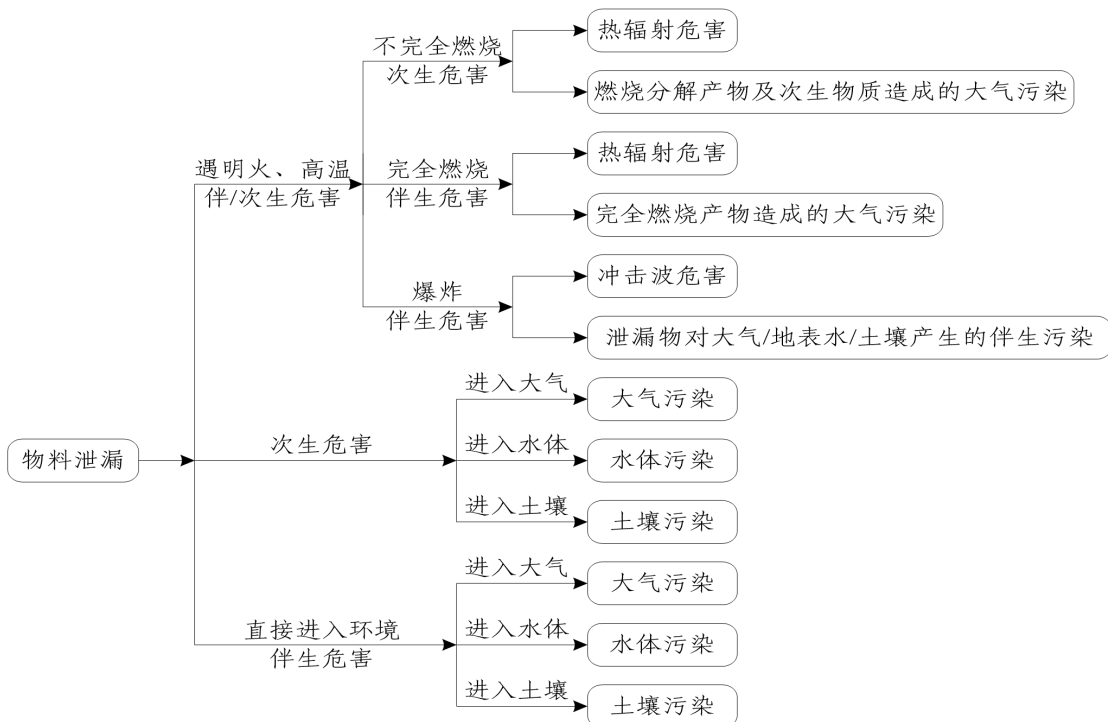 热辐射危害
不完全燃烧
次生危害
燃烧分解产物及次生物质造成的大气污染
热辐射危害
遇明火、高温
伴/次生危害
完全燃烧
伴生危害
完全燃烧产物造成的大气污染
冲击波危害
爆炸
伴生危害
泄漏物对大气/地表水/土壤产生的伴生污染
进入大气
大气污染
物料泄漏
次生危害
进入水体
水体污染
进入土壤
土壤污染
进入大气
大气污染
直接进入环境
伴生危害
进入水体
水体污染
进入土壤
土壤污染